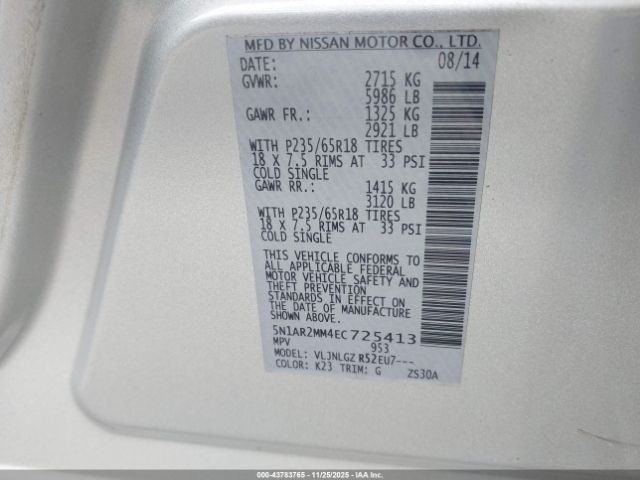 MFD BY NISSAN MOTOR CO., LTD.
DATE: 08/14
GVWR: 2715 KG
5986 LB
GAWR FR.: 1325 KG
2921 LB
WITH P235/65R18 TIRES
18 X 7.5 RIMS AT 33 PSI
COLD SINGLE
GAWR RR.: 1415 KG
3120 LB
WITH P235/65R18 TIRES
18 X 7.5 RIMS AT 33 PSI
COLD SINGLE
THIS VEHICLE CONFORMS TO
ALL APPLICABLE FEDERAL
MOTOR VEHICLE SAFETY AND
THEFT PREVENTION
STANDARDS IN EFFECT ON
THE DATE OF MANUFACTURE
SHOWN ABOVE.
5N1AR2MM4EC725413
MPV 953
MODEL: VLJNLGZ R52EU7---
COLOR: K23 TRIM: G ZS30A
000-43783765 - 11/25/2025 - IAAI.COM